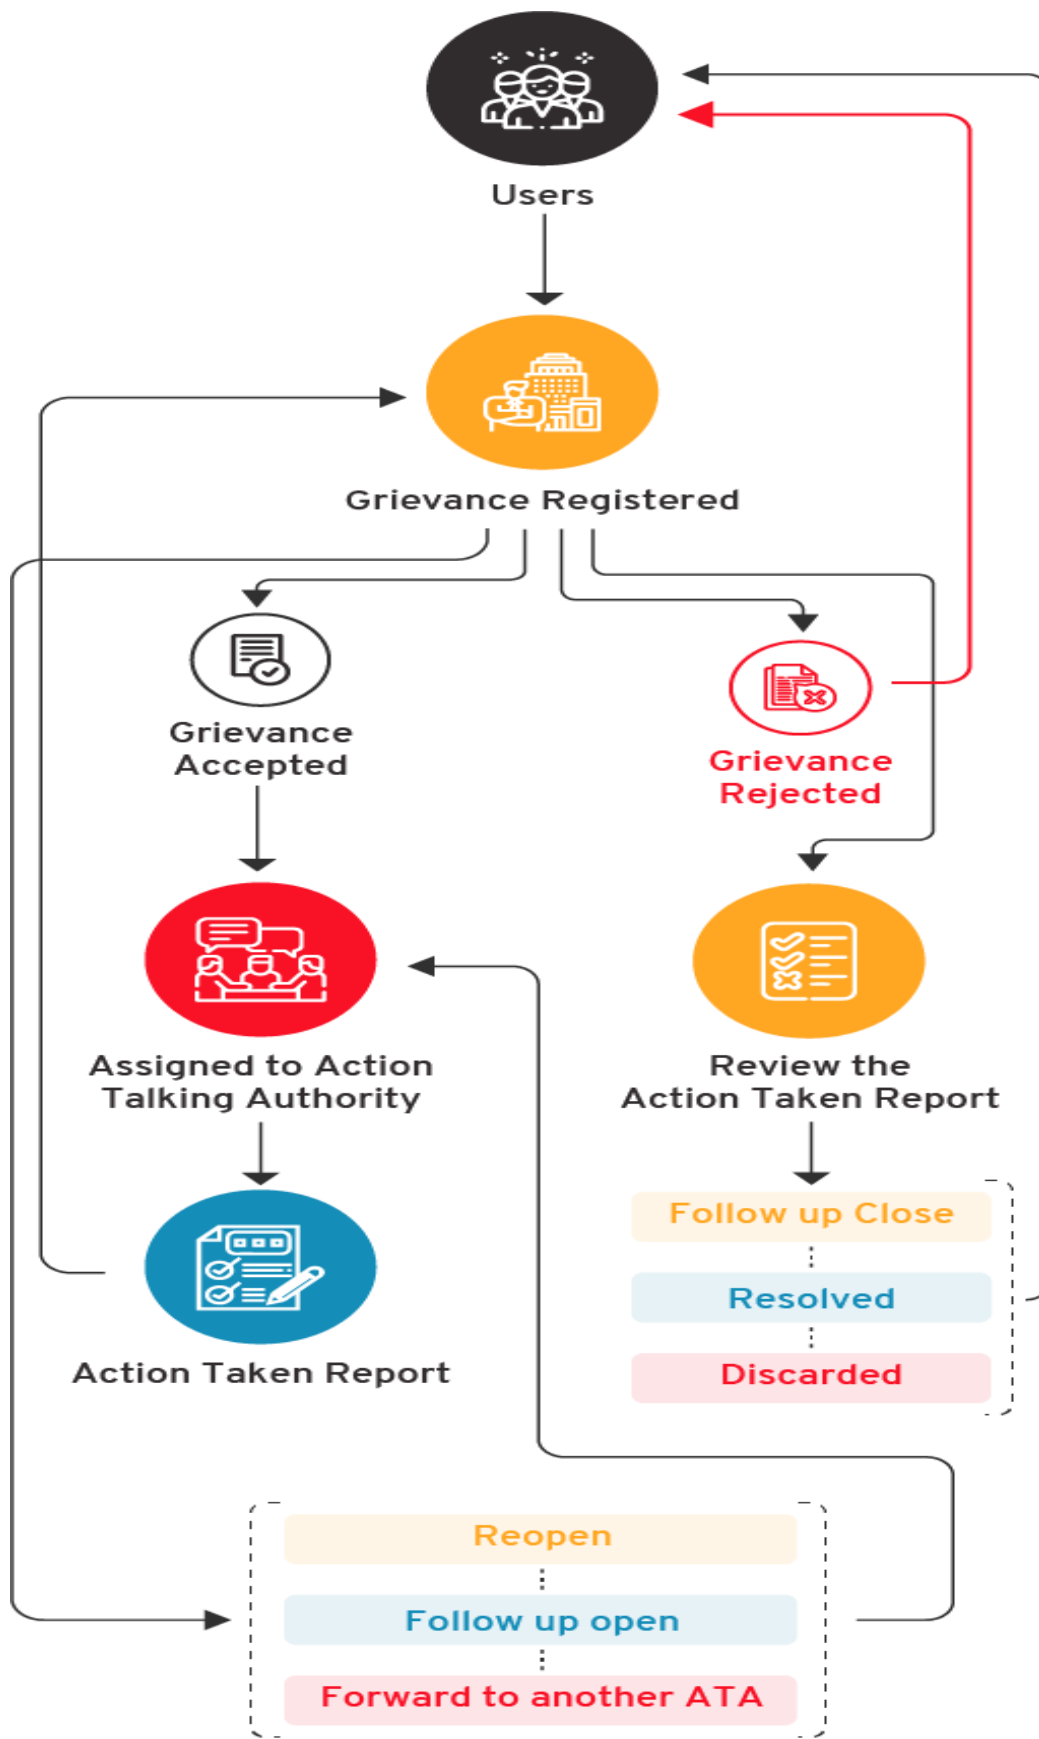 Users
Grievance Registered
Grievance
Accepted
Grievance
Rejected
Assigned to Action
Talking Authority
Review the
Action Taken Report
Follow up Close
Resolved
Discarded
Action Taken Report
Reopen
Follow up open
Forward to another ATA